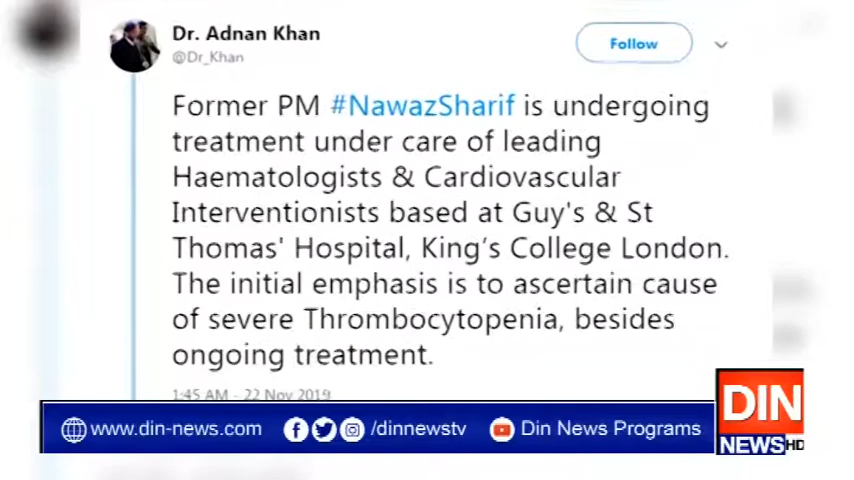 Dr. Adnan Khan
@Dr_Khan
Follow
Former PM #NawazSharif is undergoing
treatment under care of leading
Haematologists & Cardiovascular
Interventionists based at Guy's & St
Thomas' Hospital, King's College London.
The initial emphasis is to ascertain cause
of severe Thrombocytopenia, besides
ongoing treatment.
1:45 AM - 22 Nov 2019
www.din-news.com /dinnewstv Din News Programs
DIN
NEWS HD